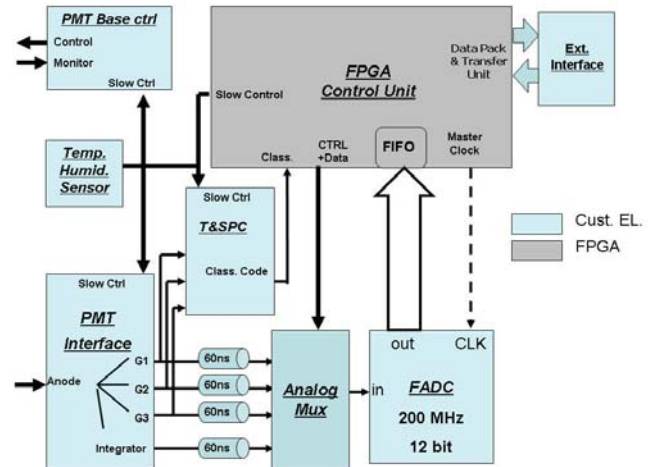 PMT Base ctrl
Control
Monitor
Slow Ctrl
FPGA
Control Unit
Data Pack
& Transfer
Unit
Ext.
Interface
Slow Control
Temp.
Humid.
Sensor
Class.
CTRL
+Data
FIFO
Master
Clock
Slow Ctrl
T&SPC
Class. Code
Cust. EL.
FPGA
Slow Ctrl
PMT
Interface
Anode
G1
G2
G3
Integrator
60ns
60ns
60ns
60ns
Analog
Mux
out
CLK
in
FADC
200 MHz
12 bit